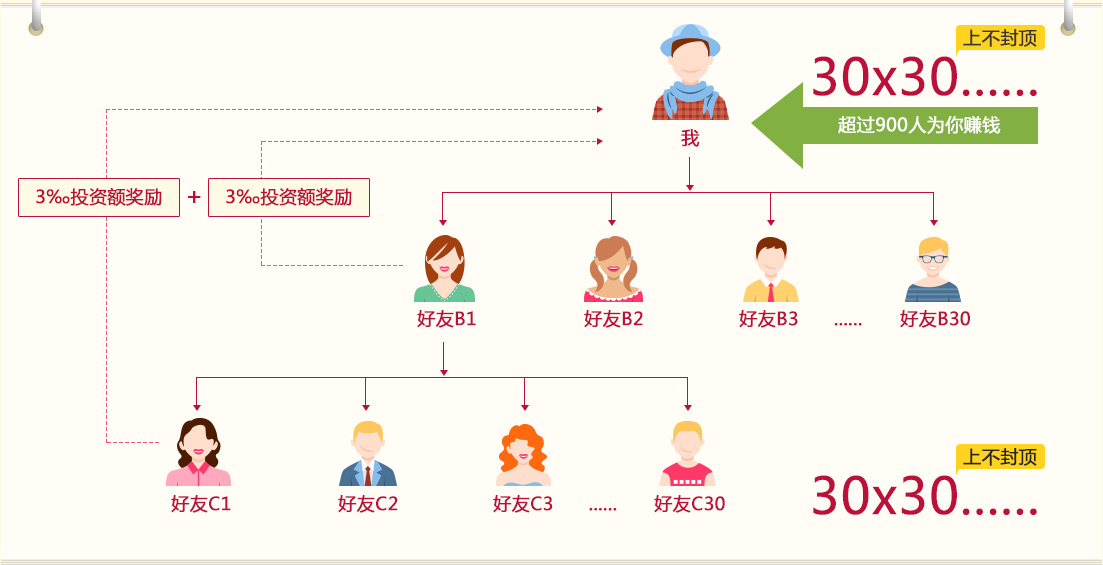 上不封顶
30x30......
超过900人为你赚钱
我
3‰投资额奖励 + 3‰投资额奖励
好友B1 好友B2 好友B3 ...... 好友B30
上不封顶
30x30......
好友C1 好友C2 好友C3 ...... 好友C30